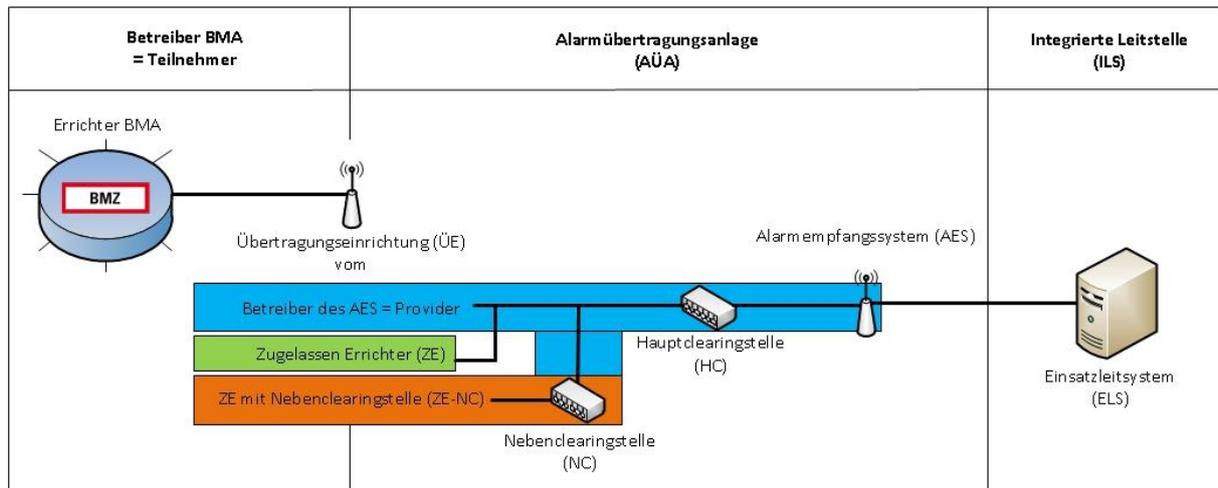 Betreiber BMA
= Teilnehmer
Alarmübertragungsanlage
(AÜA)
Integrierte Leitstelle
(ILS)
Errichter BMA
BMZ
Übertragungseinrichtung (ÜE)
vom
Alarmempfangssystem (AES)
Betreiber des AES = Provider
Hauptclearingstelle
(HC)
Zugelassen Errichter (ZE)
Einsatzleitsystem
(ELS)
ZE mit Nebenclearingstelle (ZE-NC)
Nebenclearingstelle
(NC)